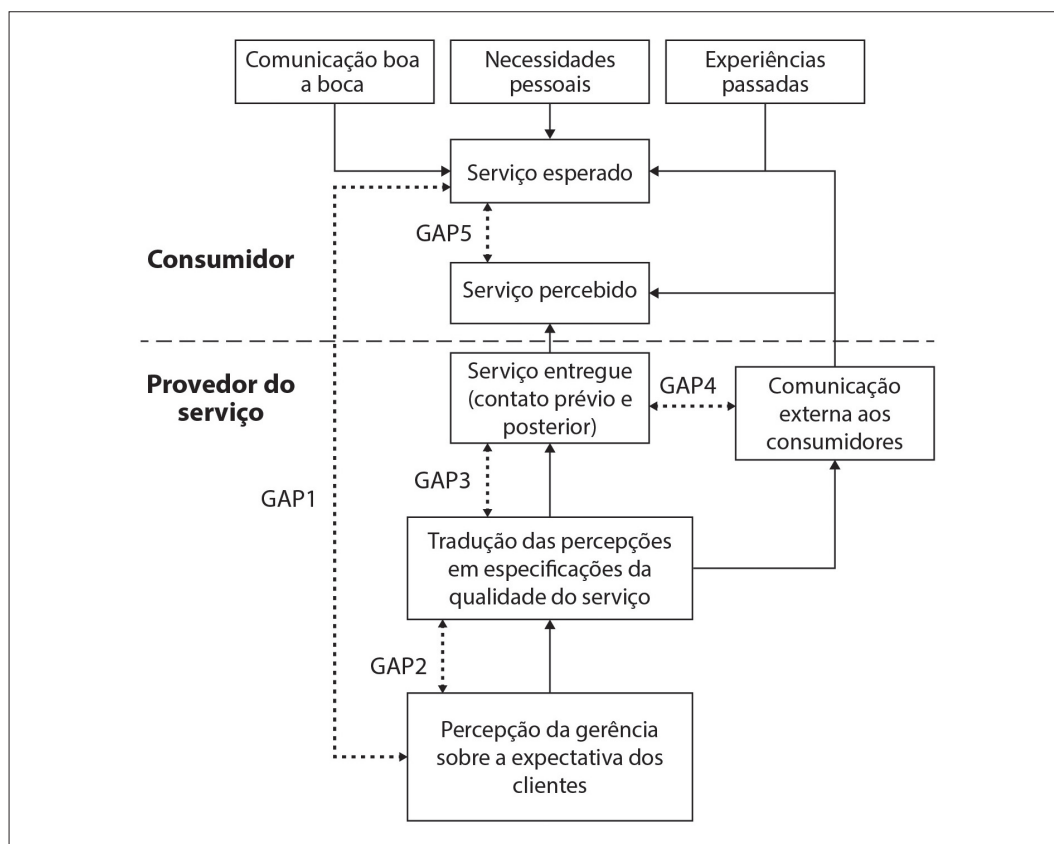 Comunicação boa
a boca
Necessidades
pessoais
Experiências
passadas
Serviço esperado
GAP5
Consumidor
Serviço percebido
Provedor do
serviço
Serviço entregue
(contato prévio e
posterior)
GAP4
Comunicação
externa aos
consumidores
GAP3
GAP1
Tradução das percepções
em especificações da
qualidade do serviço
GAP2
Percepção da gerência
sobre a expectativa dos
clientes